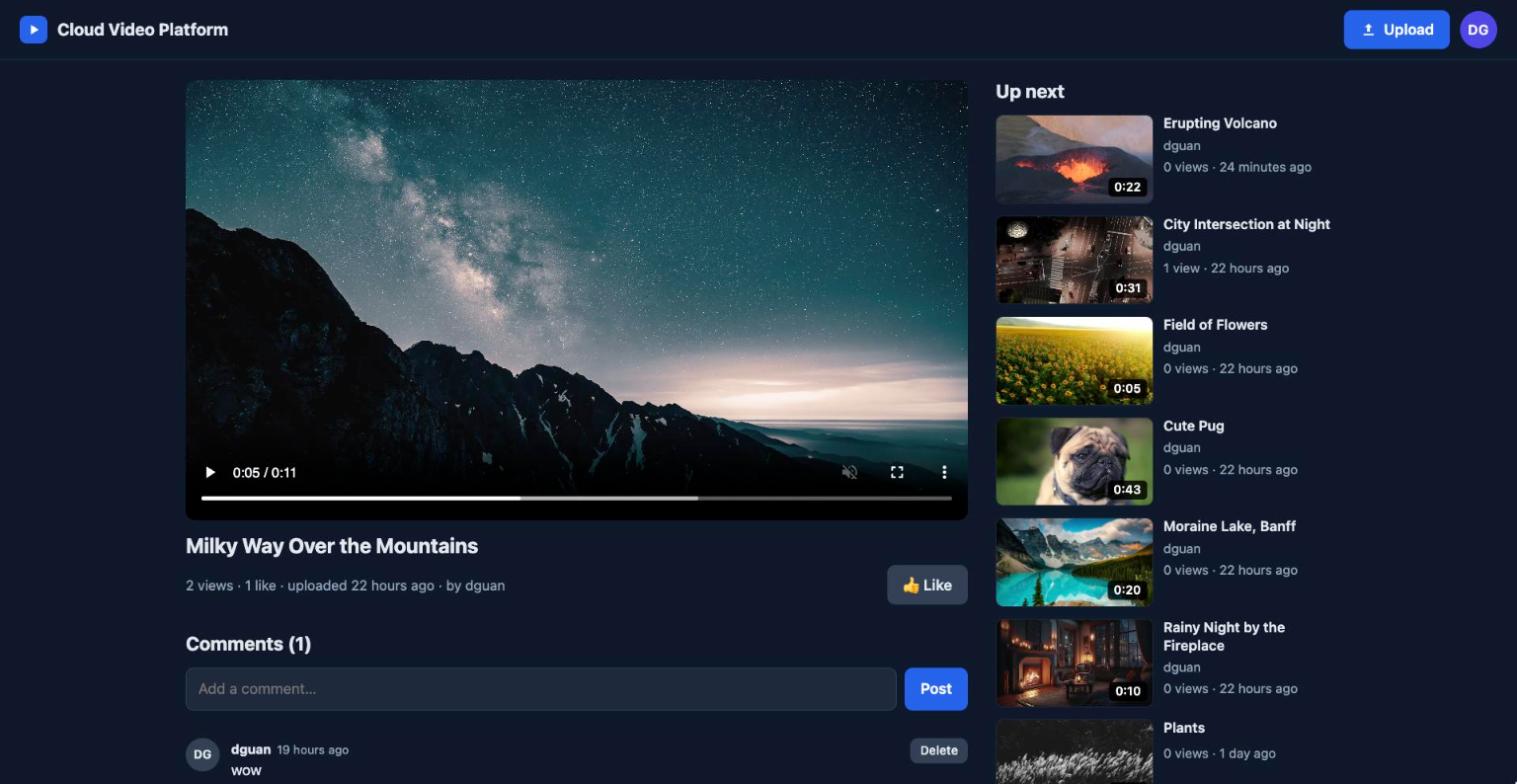 Cloud Video Platform
Upload
DG
0:05 / 0:11
Milky Way Over the Mountains
2 views · 1 like · uploaded 22 hours ago · by dguan
👍 Like
Comments (1)
Add a comment...
Post
DG
dguan 19 hours ago
Delete
wow
Up next
0:22
Erupting Volcano
dguan
0 views · 24 minutes ago
0:31
City Intersection at Night
dguan
1 view · 22 hours ago
0:05
Field of Flowers
dguan
0 views · 22 hours ago
0:43
Cute Pug
dguan
0 views · 22 hours ago
0:20
Moraine Lake, Banff
dguan
0 views · 22 hours ago
0:10
Rainy Night by the
Fireplace
dguan
0 views · 22 hours ago
Plants
0 views · 1 day ago